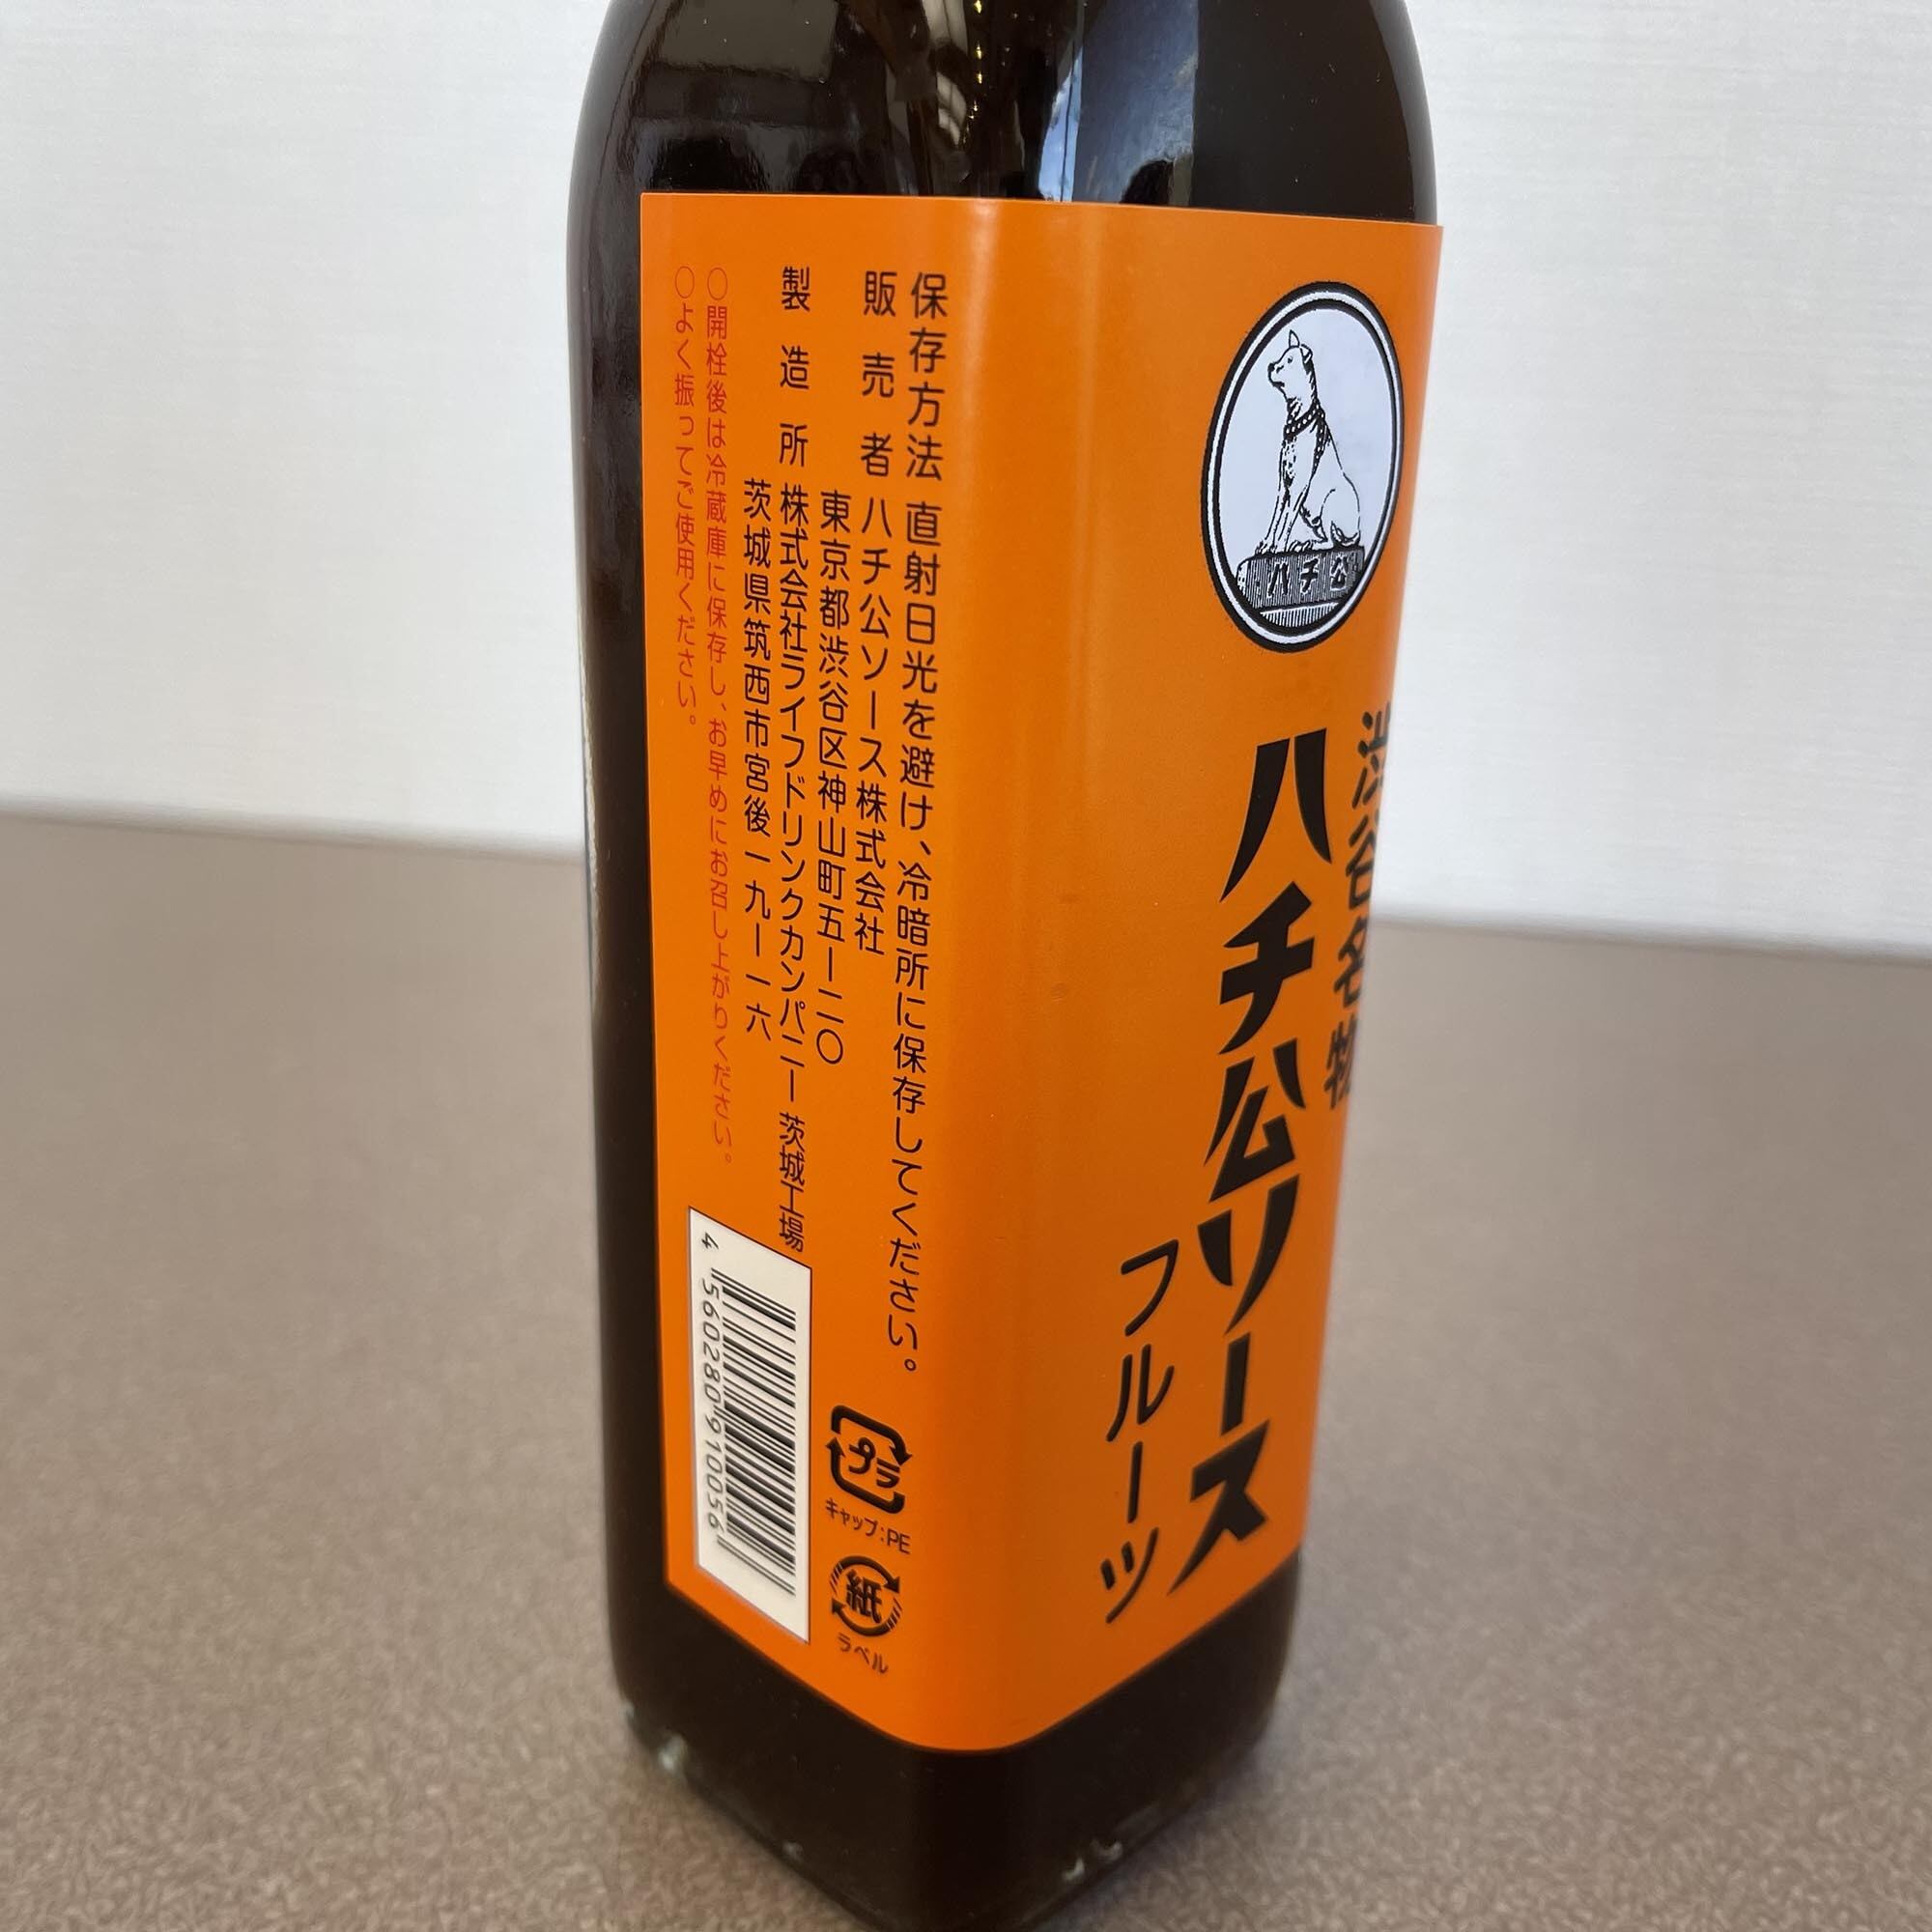 ハチ公
渋谷名物
ハチ公ソース
フルーツ
保存方法 直射日光を避け、冷暗所に保存してください。
販売者 ハチ公ソース株式会社
東京都渋谷区神山町五ー二〇
製造所 株式会社ライフドリンクカンパニー 茨城工場
茨城県筑西市宮後一九ー一六
○開栓後は冷蔵庫に保存し、お早めにお召し上がりください。
○よく振ってご使用ください。
プラ
キャップ:PE
紙
ラベル
4 560280 910056